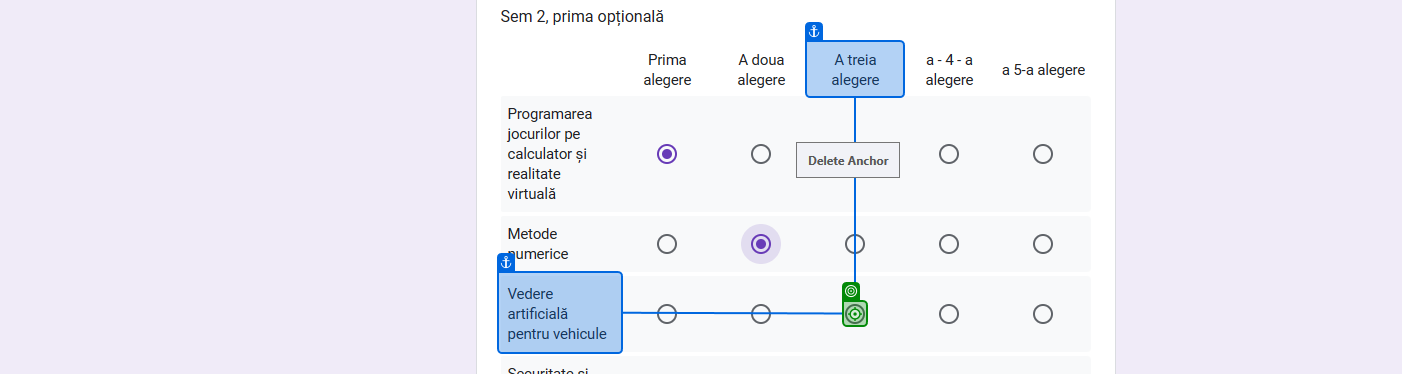 Sem 2, prima opțională
Prima
alegere
A doua
alegere
A treia
alegere
a - 4 - a
alegere
a 5-a alegere
Programarea
jocurilor pe
calculator și
realitate
virtuală
Delete Anchor
Metode
numerice
Vedere
artificială
pentru vehicule
Securitate și